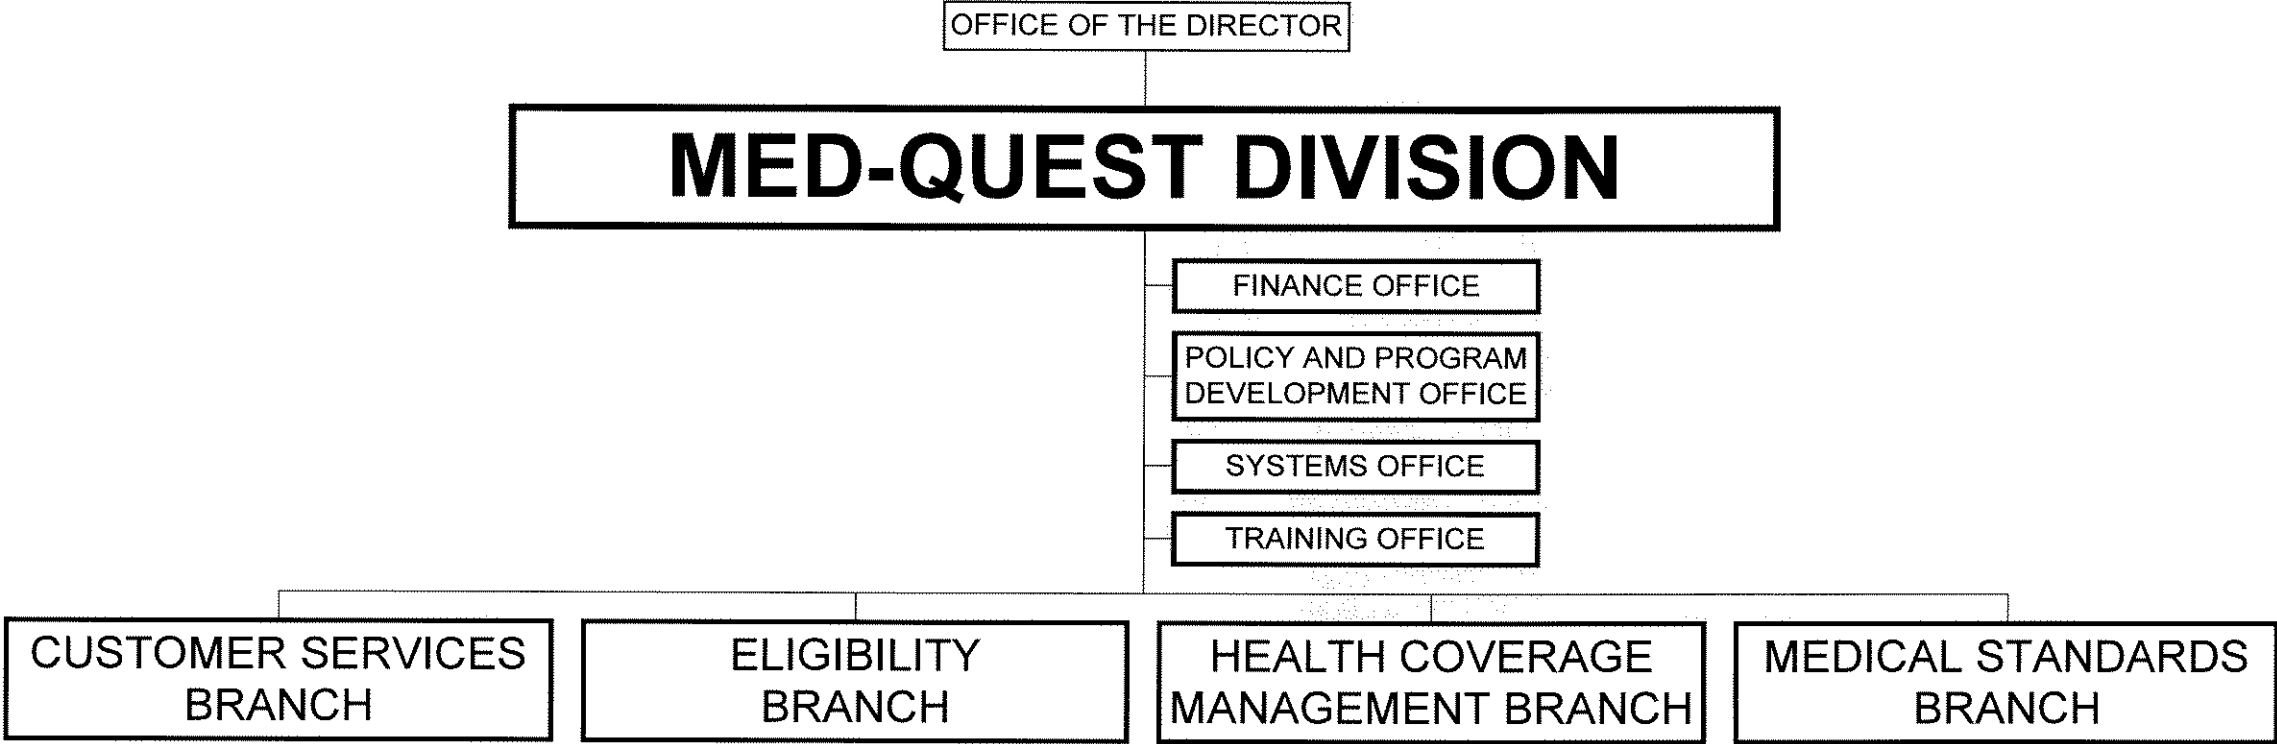 OFFICE OF THE DIRECTOR
MED-QUEST DIVISION
FINANCE OFFICE
POLICY AND PROGRAM
DEVELOPMENT OFFICE
SYSTEMS OFFICE
TRAINING OFFICE
CUSTOMER SERVICES
BRANCH
ELIGIBILITY
BRANCH
HEALTH COVERAGE
MANAGEMENT BRANCH
MEDICAL STANDARDS
BRANCH